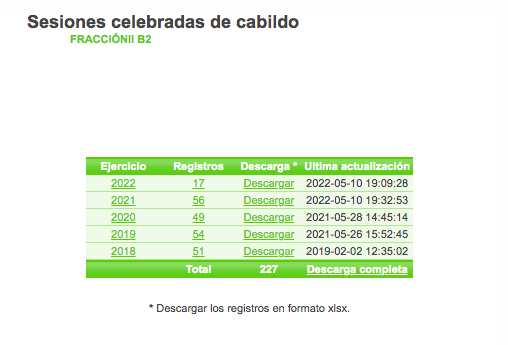 Sesiones celebradas de cabildo
FRACCIÓNII B2
Ejercicio Registros Descarga * Ultima actualización
2022 17 Descargar 2022-05-10 19:09:28
2021 56 Descargar 2022-05-10 19:32:53
2020 49 Descargar 2021-05-28 14:45:14
2019 54 Descargar 2021-05-26 15:52:45
2018 51 Descargar 2019-02-02 12:35:02
Total 227 Descarga completa
* Descargar los registros en formato xlsx.